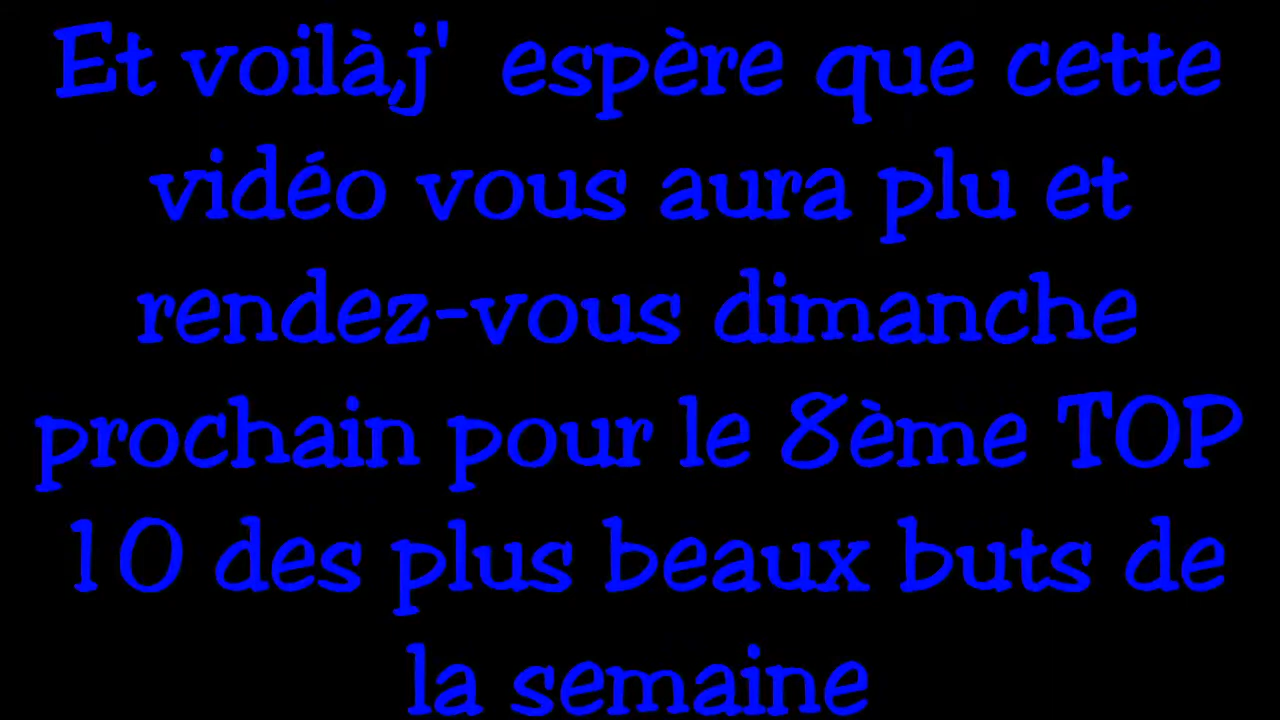 Et voilà,j'  espère que cette
vidéo vous aura plu et
rendez-vous dimanche
prochain pour le 8ème TOP
10 des plus beaux buts de
la semaine